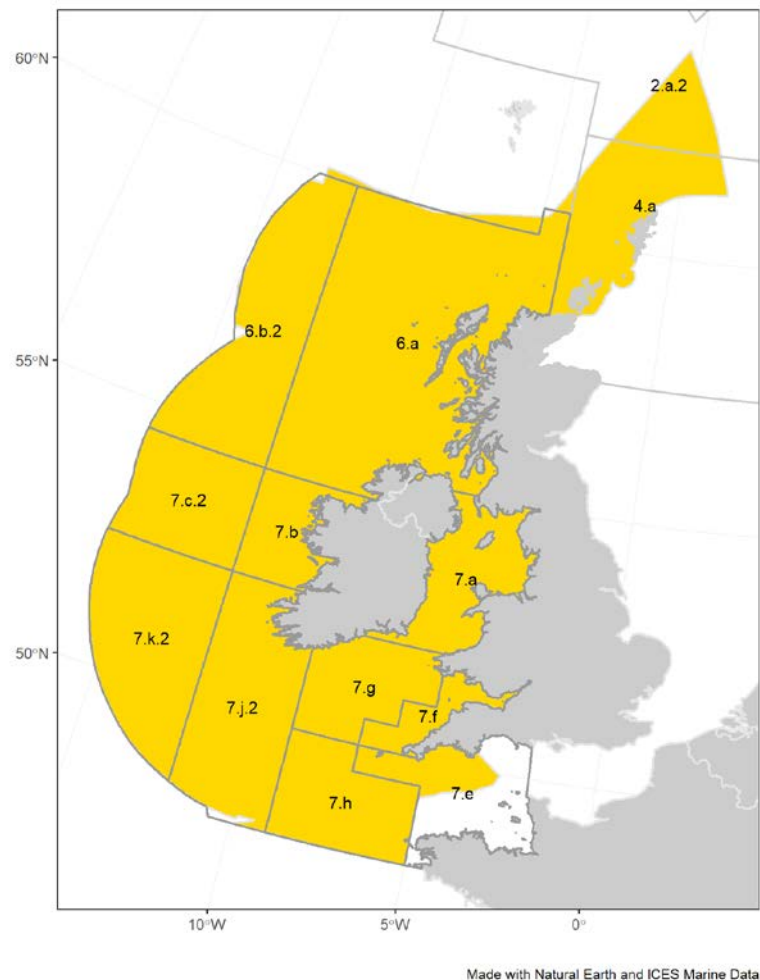 60°N
2.a.2
4.a
6.b.2
6.a
55°N
7.c.2
7.b
7.a
7.k.2
50°N
7.g
7.j.2
7.f
7.e
7.h
10°W
5°W
0°
Made with Natural Earth and ICES Marine Data